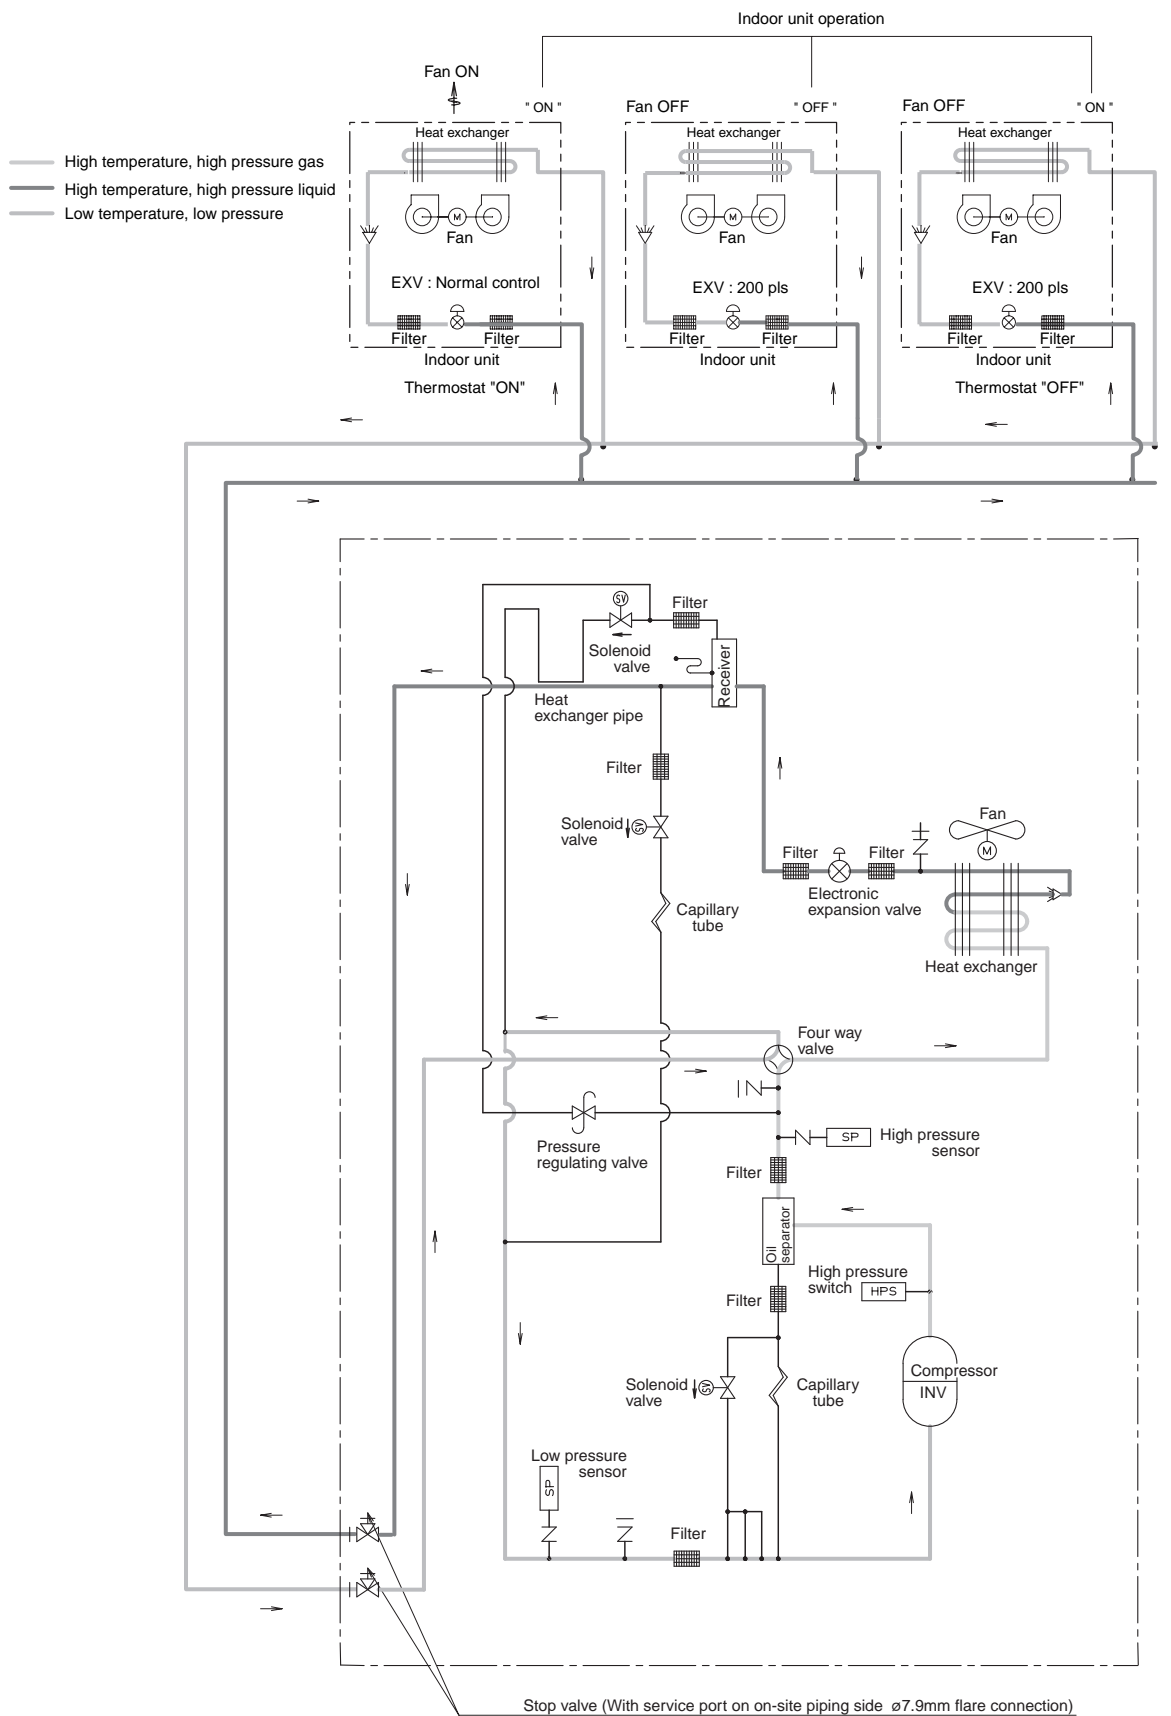 Indoor unit operation
Fan ON
" ON "
Fan OFF
" OFF "
Fan OFF
" ON "
High temperature, high pressure gas
High temperature, high pressure liquid
Low temperature, low pressure
Heat exchanger
M
Fan
EXV : Normal control
Filter
Filter
Indoor unit
Thermostat "ON"
Heat exchanger
M
Fan
EXV : 200 pls
Filter
Filter
Indoor unit
Heat exchanger
M
Fan
EXV : 200 pls
Filter
Filter
Indoor unit
Thermostat "OFF"
SV
Filter
Solenoid
valve
Receiver
Heat
exchanger pipe
Filter
Solenoid
valve
SV
Fan
M
Filter
Filter
Electronic
expansion valve
Capillary
tube
Heat exchanger
Four way
valve
Pressure
regulating valve
SP
High pressure
sensor
Filter
Oil
separator
High pressure
switch
HPS
Filter
Compressor
INV
Solenoid
valve
SV
Capillary
tube
Low pressure
sensor
SP
Filter
Stop valve (With service port on on-site piping side ø7.9mm flare connection)